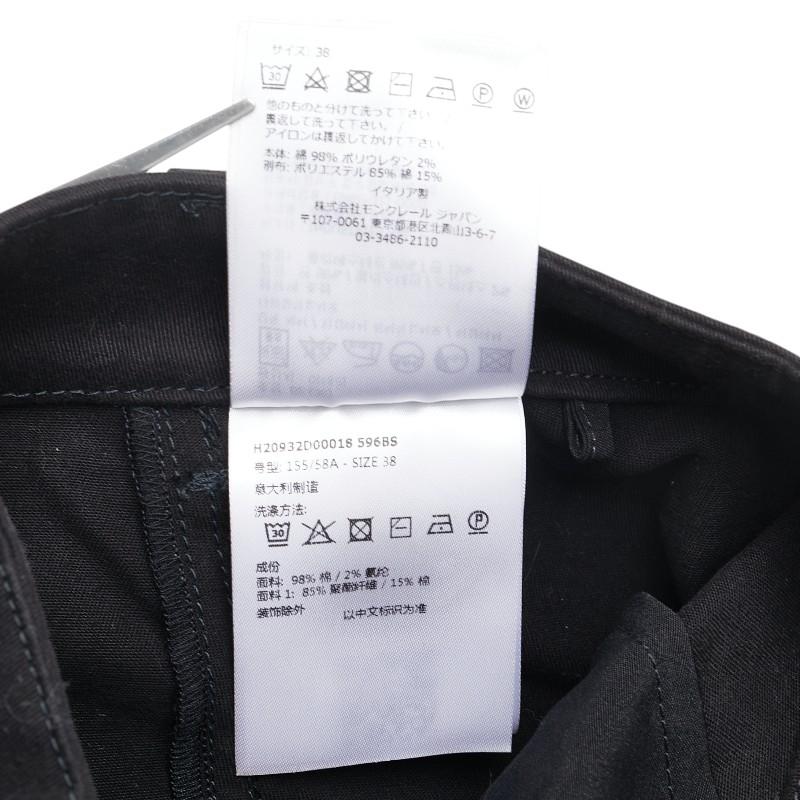 サイズ: 38
30
P
W
他のものと分けて洗って下さい。/
裏返して洗って下さい。/
アイロンは裏返してかけて下さい。
本体: 綿 98% ポリウレタン 2%
別布: ポリエステル 85% 綿 15%
イタリア製
株式会社モンクレール ジャパン
〒107-0061 東京都港区北青山3-6-7
03-3486-2110
H20932D00018 596BS
号型: 155/58A - SIZE 38
意大利制造
洗涤方法:
30
P
成份
面料: 98% 棉 / 2% 氨纶
面料 1: 85% 聚酯纤维 / 15% 棉
装饰除外 以中文标识为准